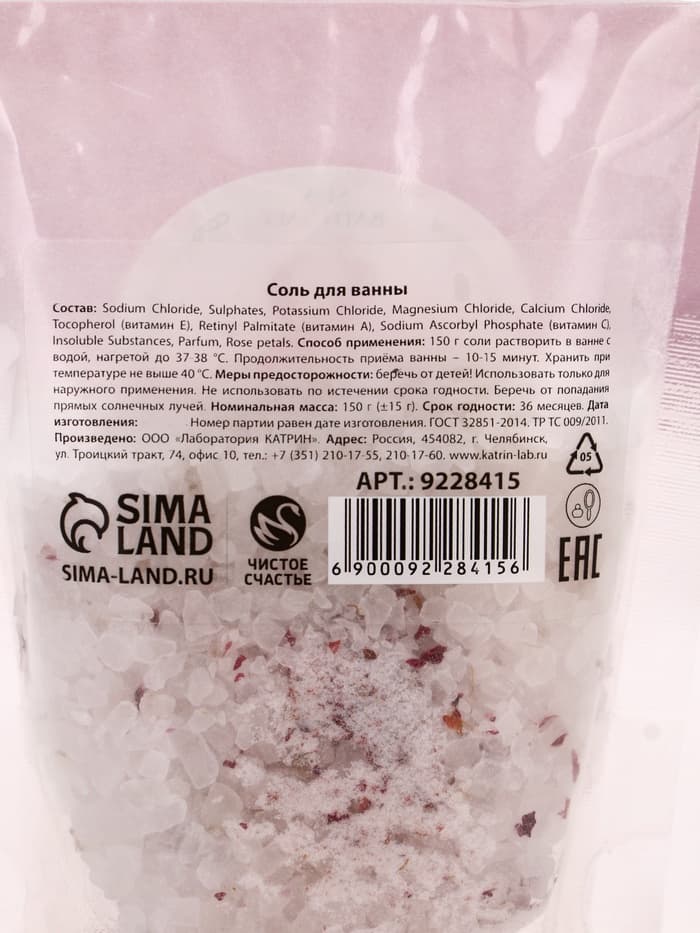 Соль для ванны
Состав: Sodium Chloride, Sulphates, Potassium Chloride, Magnesium Chloride, Calcium Chloride,
Tocopherol (витамин Е), Retinyl Palmitate (витамин А), Sodium Ascorbyl Phosphate (витамин С),
Insoluble Substances, Parfum, Rose petals. Способ применения: 150 г соли растворить в ванне с
водой, нагретой до 37-38 °С. Продолжительность приёма ванны – 10-15 минут. Хранить при
температуре не выше 40 °С. Меры предосторожности: беречь от детей! Использовать только для
наружного применения. Не использовать по истечении срока годности. Беречь от попадания
прямых солнечных лучей. Номинальная масса: 150 г (±15 г). Срок годности: 36 месяцев. Дата
изготовления: Номер партии равен дате изготовления. ГОСТ 32851-2014. ТР ТС 009/2011.
Произведено: ООО «Лаборатория КАТРИН». Адрес: Россия, 454082, г. Челябинск,
ул. Троицкий тракт, 74, офис 10, тел.: +7 (351) 210-17-55, 210-17-60. www.katrin-lab.ru
05
АРТ.: 9228415
SIMA
LAND
SIMA-LAND.RU
ЧИСТОЕ
СЧАСТЬЕ
6 900092 284156
EAC